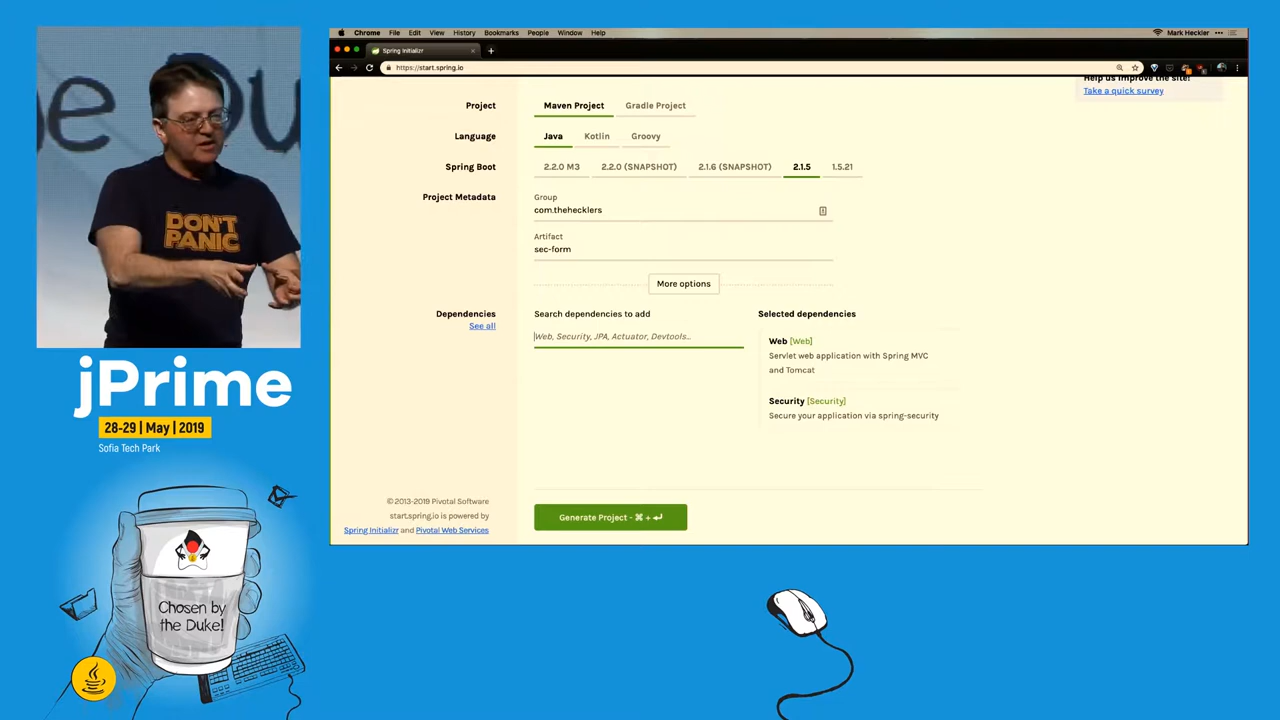 e Du
DON'T
PANIC
jPrime
28-29 | May | 2019
Sofia Tech Park
Chosen by
the Duke!
Chrome File Edit View History Bookmarks People Window Help
Mark Heckler
Spring Initializr
https://start.spring.io
Help us improve the site!
Take a quick survey
Project
Maven Project Gradle Project
Language
Java Kotlin Groovy
Spring Boot
2.2.0 M3 2.2.0 (SNAPSHOT) 2.1.6 (SNAPSHOT) 2.1.5 1.5.21
Project Metadata
Group
com.thehecklers
Artifact
sec-form
More options
Dependencies
See all
Search dependencies to add
Web, Security, JPA, Actuator, Devtools...
Selected dependencies
Web [Web]
Servlet web application with Spring MVC
and Tomcat
Security [Security]
Secure your application via spring-security
© 2013-2019 Pivotal Software
start.spring.io is powered by
Spring Initializr and Pivotal Web Services
Generate Project - ⌘ + ↵